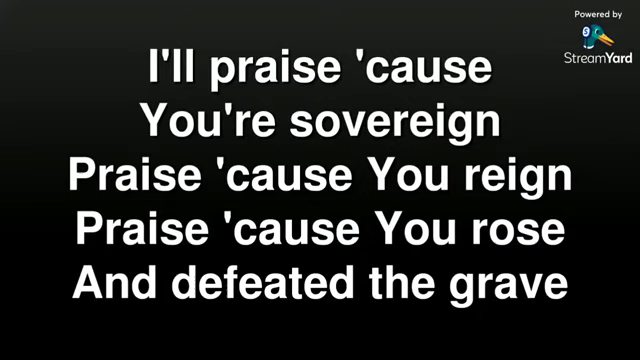 Powered by
StreamYard
I'll praise 'cause
You're sovereign
Praise 'cause You reign
Praise 'cause You rose
And defeated the grave